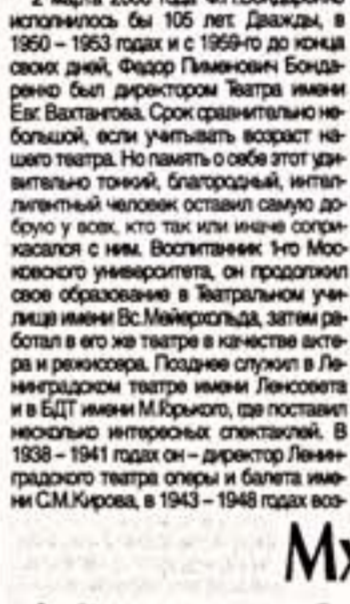 2 марта 2006 года Ф.П.Бондаренко
исполнилось бы 105 лет. Дважды, в
1950 – 1953 годах и с 1959-го до конца
своих дней, Федор Пименович Бонда-
ренко был директором Театра имени
Евг. Вахтангова. Срок сравнительно не-
большой, если учитывать возраст на-
шего театра. Но память о себе этот уди-
вительно тонкий, благородный, интел-
лигентный человек оставил самую до-
брую у всех, кто так или иначе сопри-
касался с ним. Воспитанник 1-го Мос-
ковского университета, он продолжил
свое образование в Театральном учи-
лище имени Вс.Мейерхольда, затем ра-
ботал в его же театре в качестве акте-
ра и режиссера. Позднее служил в Ле-
нинградском театре имени Ленсовета
и в БДТ имени М.Горького, где поставил
несколько интересных спектаклей. В
1938 – 1941 годах он – директор Ленин-
градского театра оперы и балета име-
ни С.М.Кирова, в 1943 – 1948 годах воз-